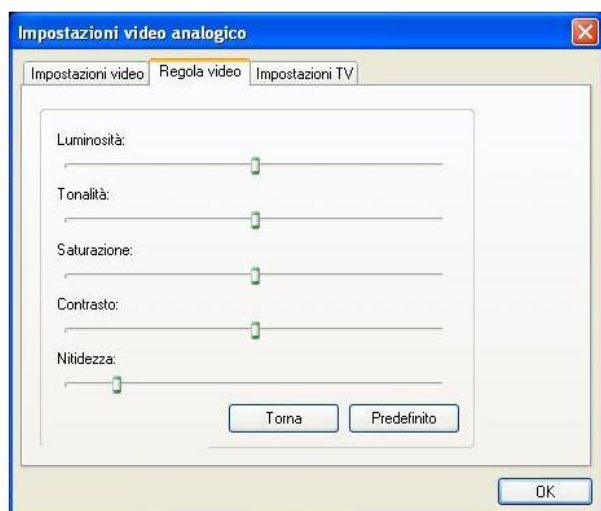 Impostazioni video analogico
Impostazioni video Regola video Impostazioni TV
Luminosità:
Tonalità:
Saturazione:
Contrasto:
Nitidezza:
Torna Predefinito
OK